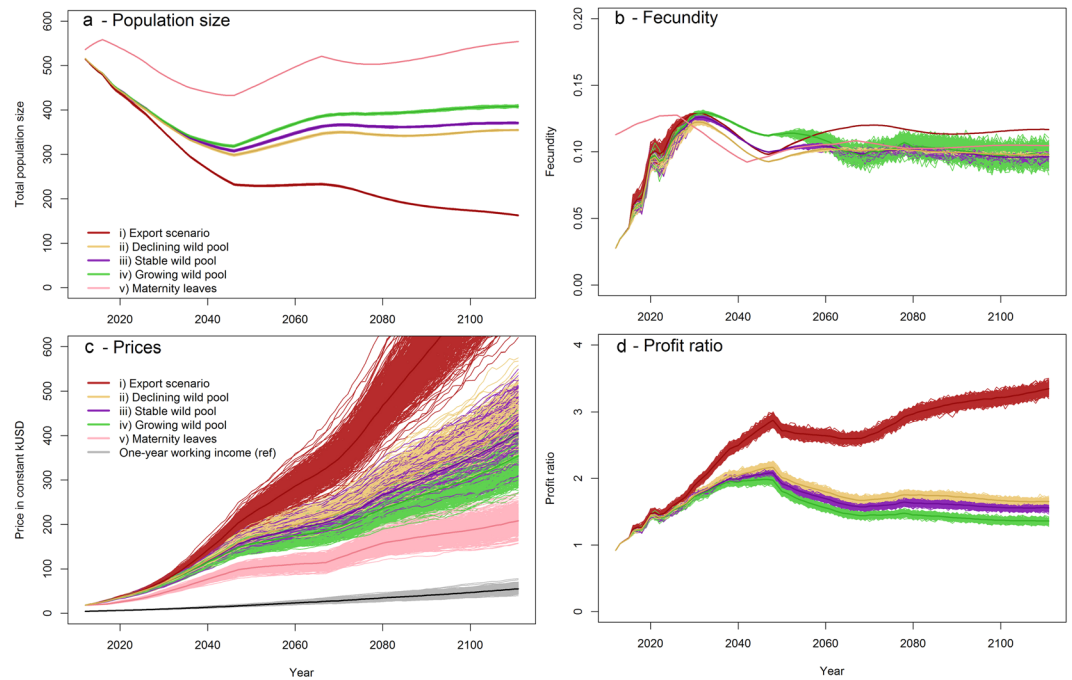 a - Population size
600
500
400
300
200
100
0
Total population size
i) Export scenario
ii) Declining wild pool
iii) Stable wild pool
iv) Growing wild pool
v) Maternity leaves
2020 2040 2060 2080 2100
b - Fecundity
0.20
0.15
0.10
0.05
0.00
Fecundity
2020 2040 2060 2080 2100
c - Prices
600
500
400
300
200
100
0
Price in constant kUSD
i) Export scenario
ii) Declining wild pool
iii) Stable wild pool
iv) Growing wild pool
v) Maternity leaves
One-year working income (ref)
2020 2040 2060 2080 2100
Year
d - Profit ratio
4
3
2
1
0
Profit ratio
2020 2040 2060 2080 2100
Year